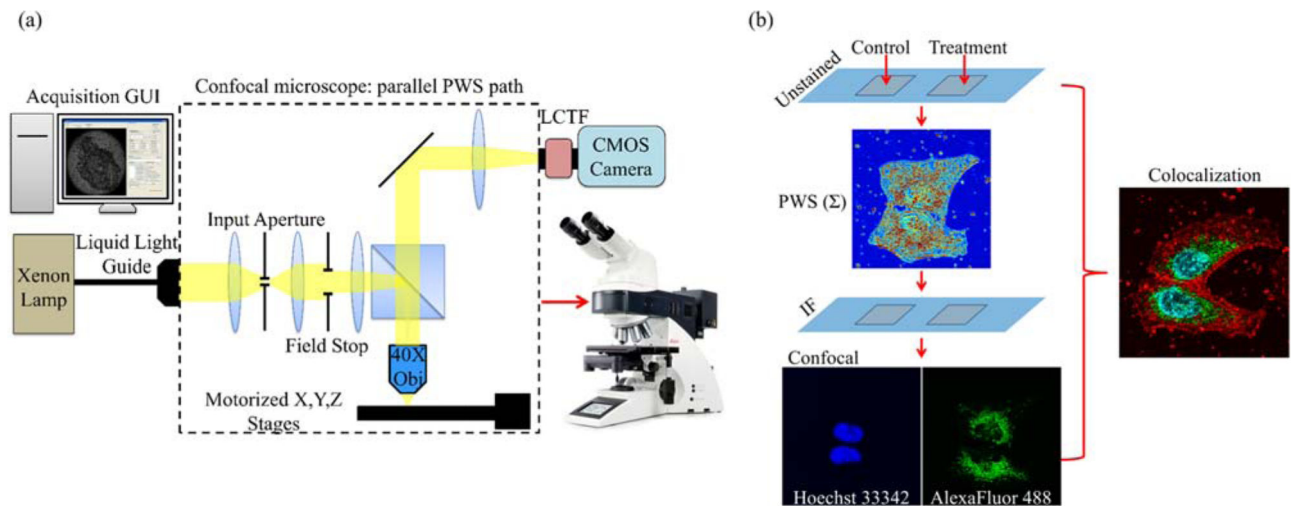 (a)
Acquisition GUI
Confocal microscope: parallel PWS path
LCTF
CMOS
Camera
Input Aperture
Liquid Light
Guide
Xenon
Lamp
Field Stop
40X
Obj
Motorized X,Y,Z
Stages
(b)
Control
Treatment
Unstained
PWS (Σ)
IF
Confocal
Hoechst 33342
AlexaFluor 488
Colocalization